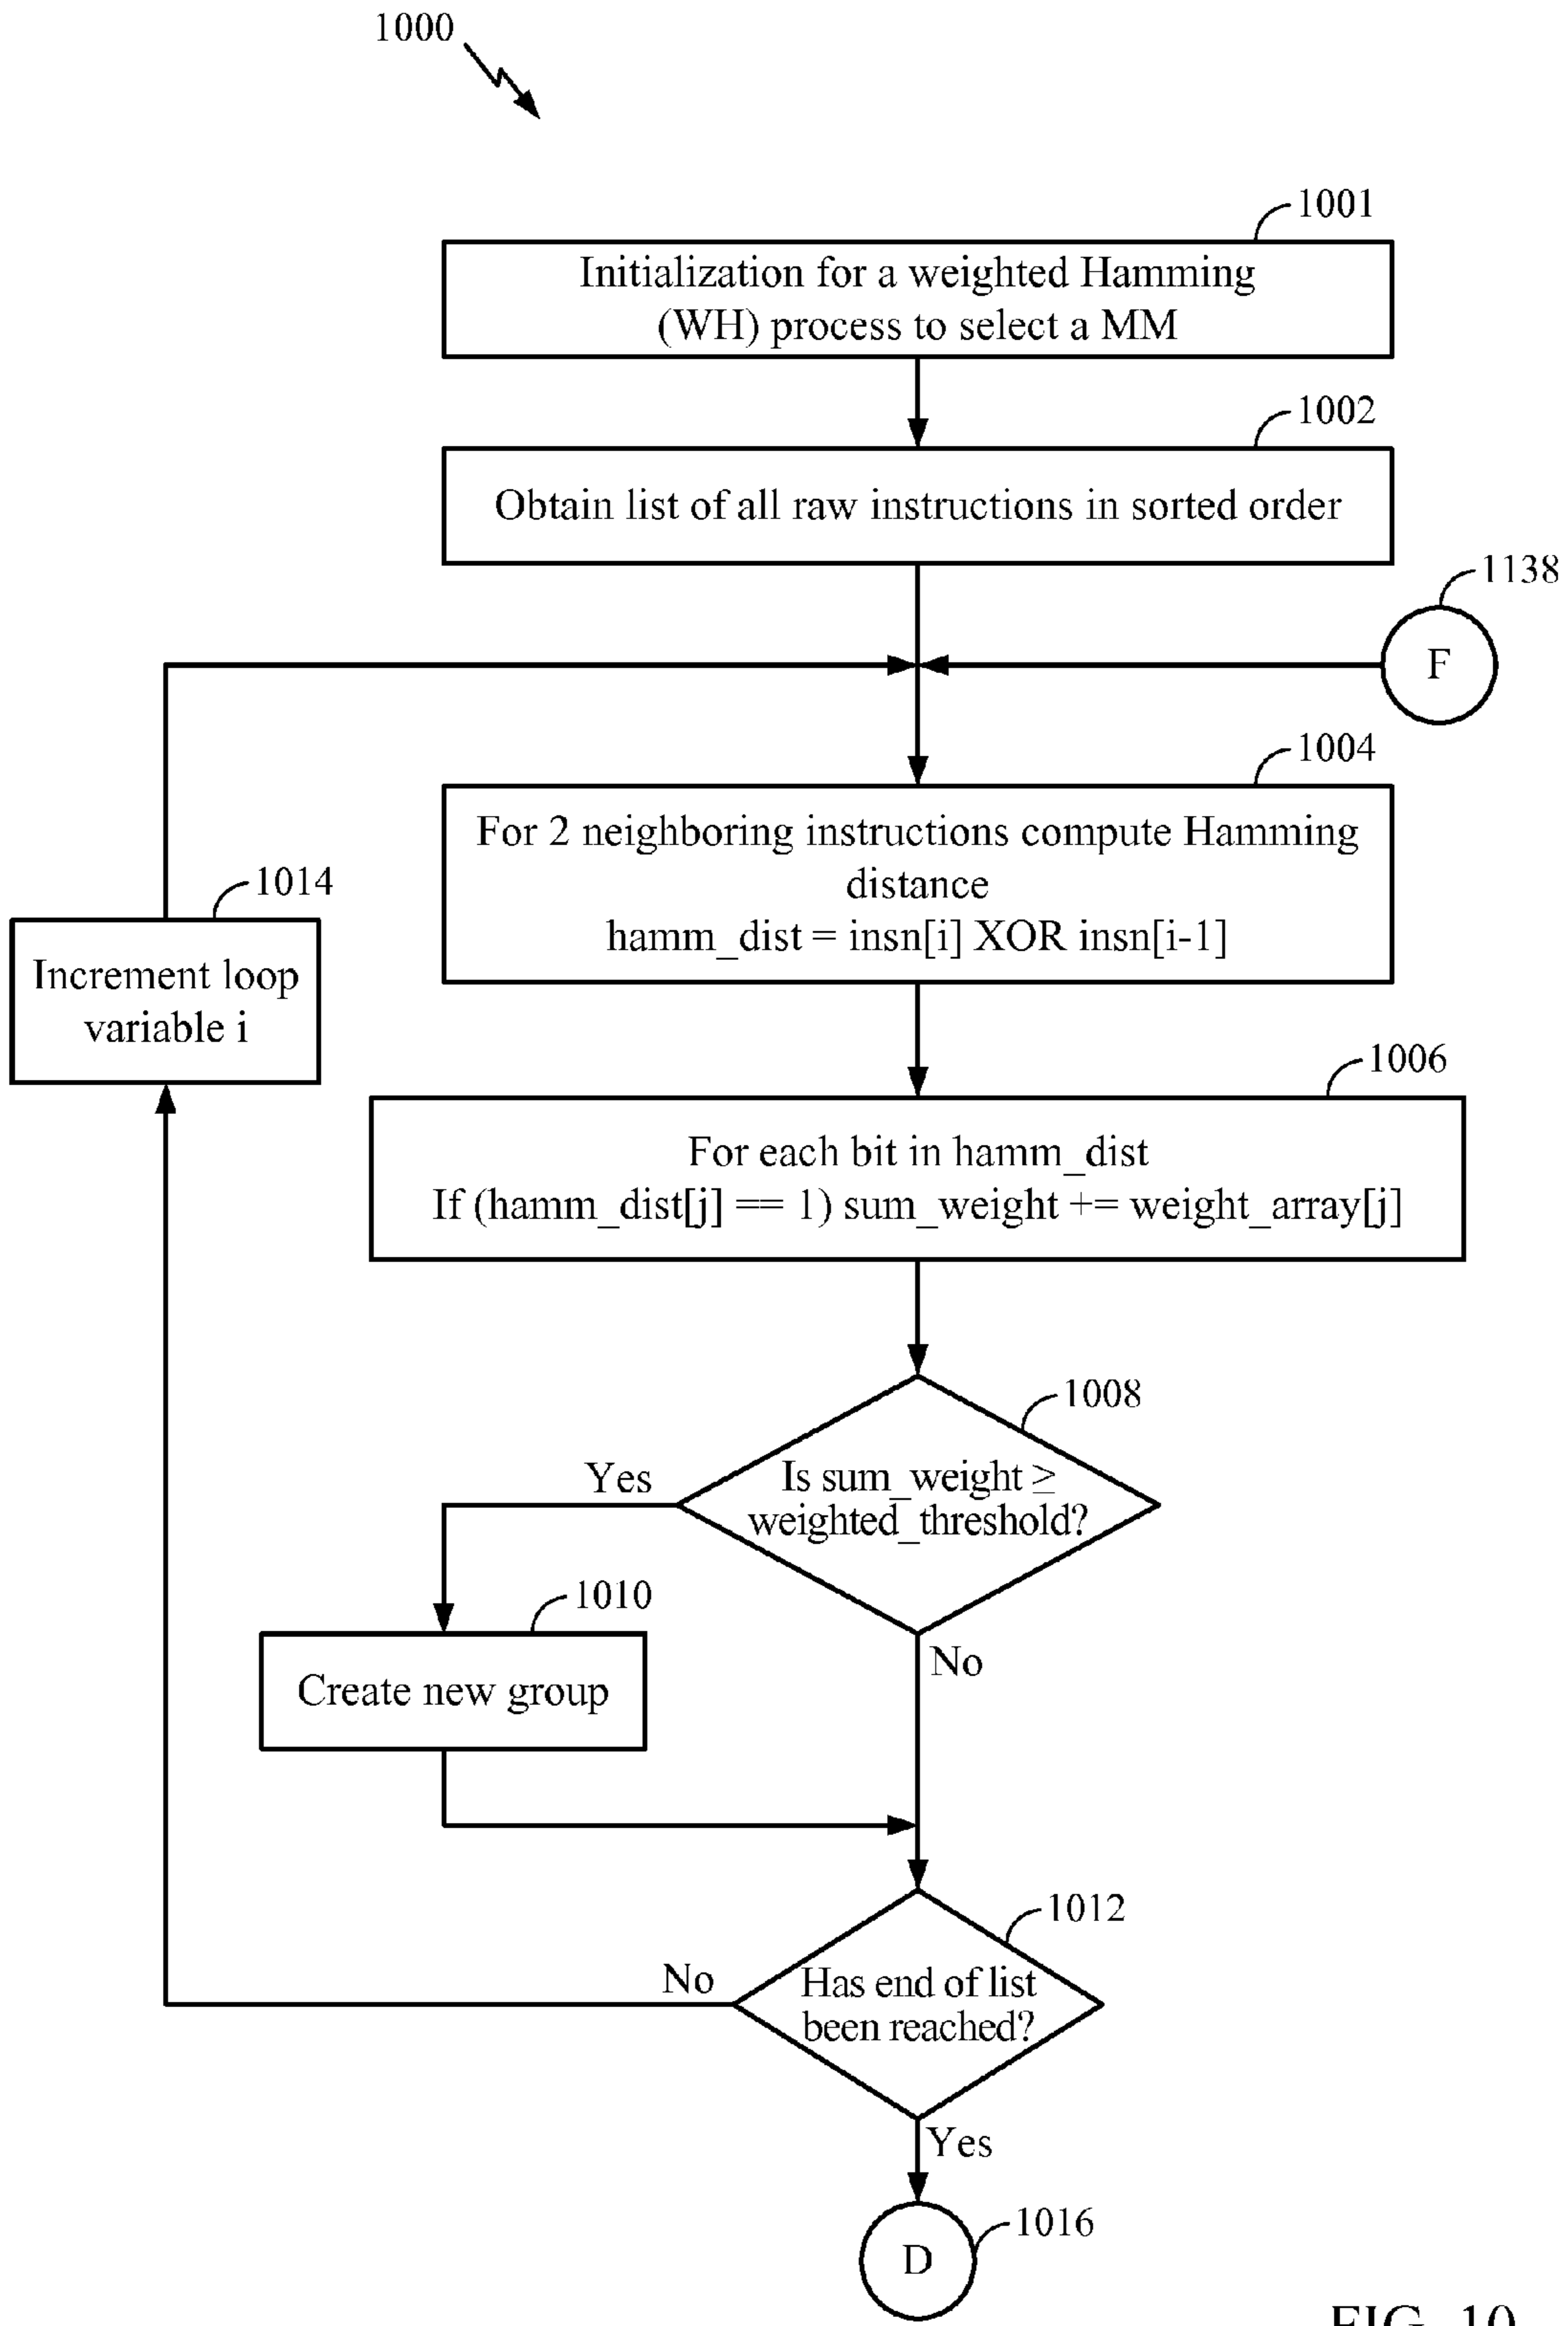 1000
1001
Initialization for a weighted Hamming
(WH) process to select a MM
1002
Obtain list of all raw instructions in sorted order
1138
F
1004
For 2 neighboring instructions compute Hamming
distance
hamm_dist = insn[i] XOR insn[i-1]
1014
Increment loop
variable i
1006
For each bit in hamm_dist
If (hamm_dist[j] == 1) sum_weight += weight_array[j]
1008
Is sum_weight ≥
weighted_threshold?
Yes
1010
Create new group
No
1012
Has end of list
been reached?
No
Yes
1016
D
FIG. 10